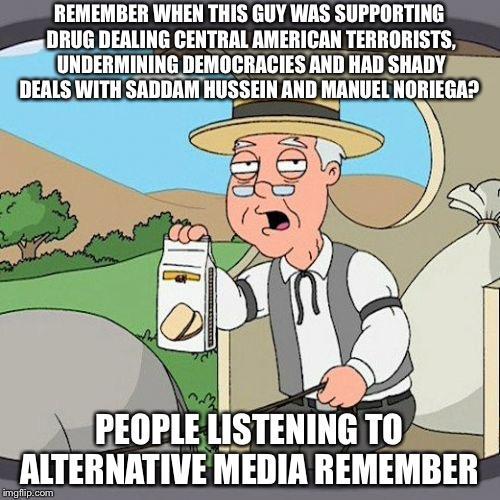 REMEMBER WHEN THIS GUY WAS SUPPORTING
DRUG DEALING CENTRAL AMERICAN TERRORISTS,
UNDERMINING DEMOCRACIES AND HAD SHADY
DEALS WITH SADDAM HUSSEIN AND MANUEL NORIEGA?
PEOPLE LISTENING TO
ALTERNATIVE MEDIA REMEMBER
imgflip.com